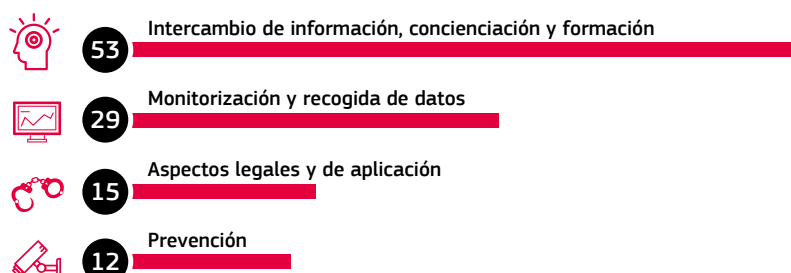 Intercambio de información, concienciación y formación
53
Monitorización y recogida de datos
29
Aspectos legales y de aplicación
15
Prevención
12